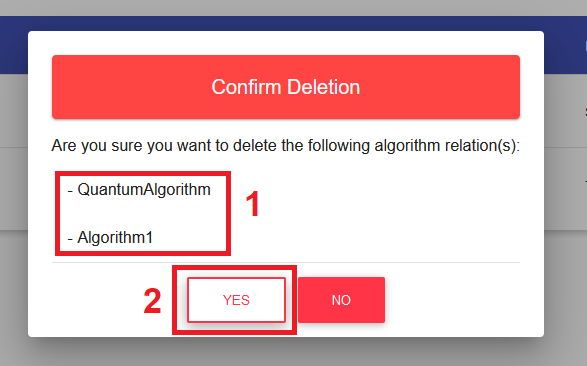 Confirm Deletion
Are you sure you want to delete the following algorithm relation(s):
- QuantumAlgorithm
1
- Algorithm1
2
YES
NO